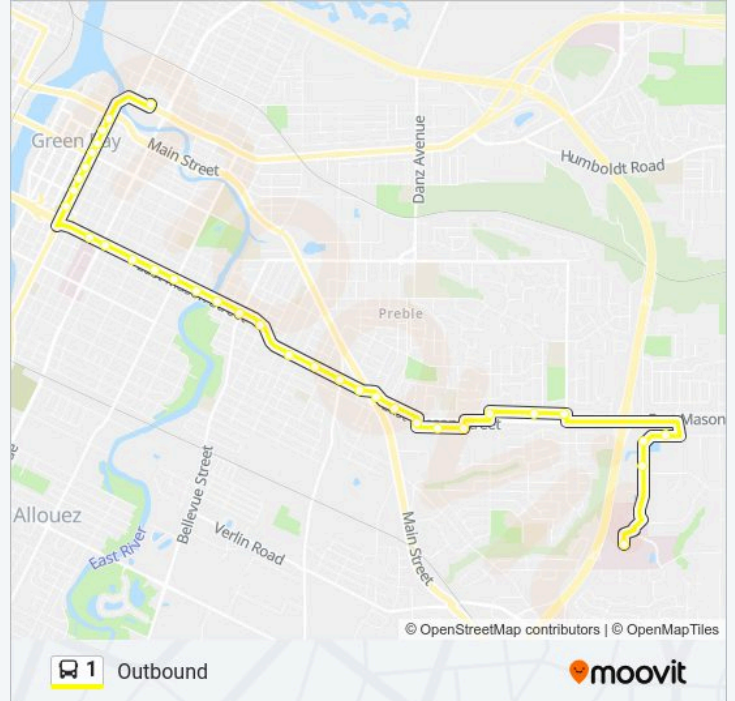 Green Bay
Main Street
Danz Avenue
Humboldt Road
Preble
Mason
Allouez
Bellevue Street
East River
Verlin Road
Main Street
© OpenStreetMap contributors | © OpenMapTiles
1 Outbound
moovit